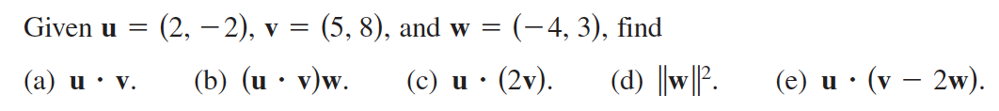 Given u = (2, −2), v = (5, 8), and w = (−4, 3), find
(a) u · v. (b) (u · v)w. (c) u · (2v). (d) ‖w‖². (e) u · (v − 2w).